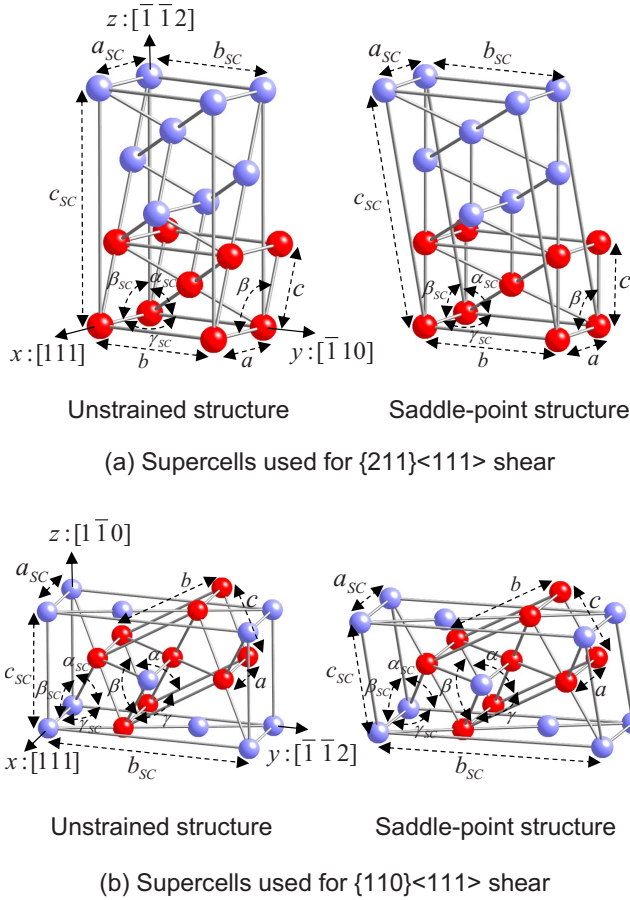 z:[1̅ 1̅ 2]
a_SC b_SC a_SC b_SC
c_SC c_SC
β_SC α_SC β c β_SC α_SC β c
γ_SC γ_SC
x:[111] b a y:[1̅ 10] b a
Unstrained structure Saddle-point structure
(a) Supercells used for {211}<111> shear
z:[1 1̅ 0]
a_SC b c a_SC b c
c_SC α_SC α c_SC α_SC α
β_SC β a β_SC β a
γ_SC γ γ_SC γ
x:[111] b_SC y:[1̅ 1̅ 2] b_SC
Unstrained structure Saddle-point structure
(b) Supercells used for {110}<111> shear